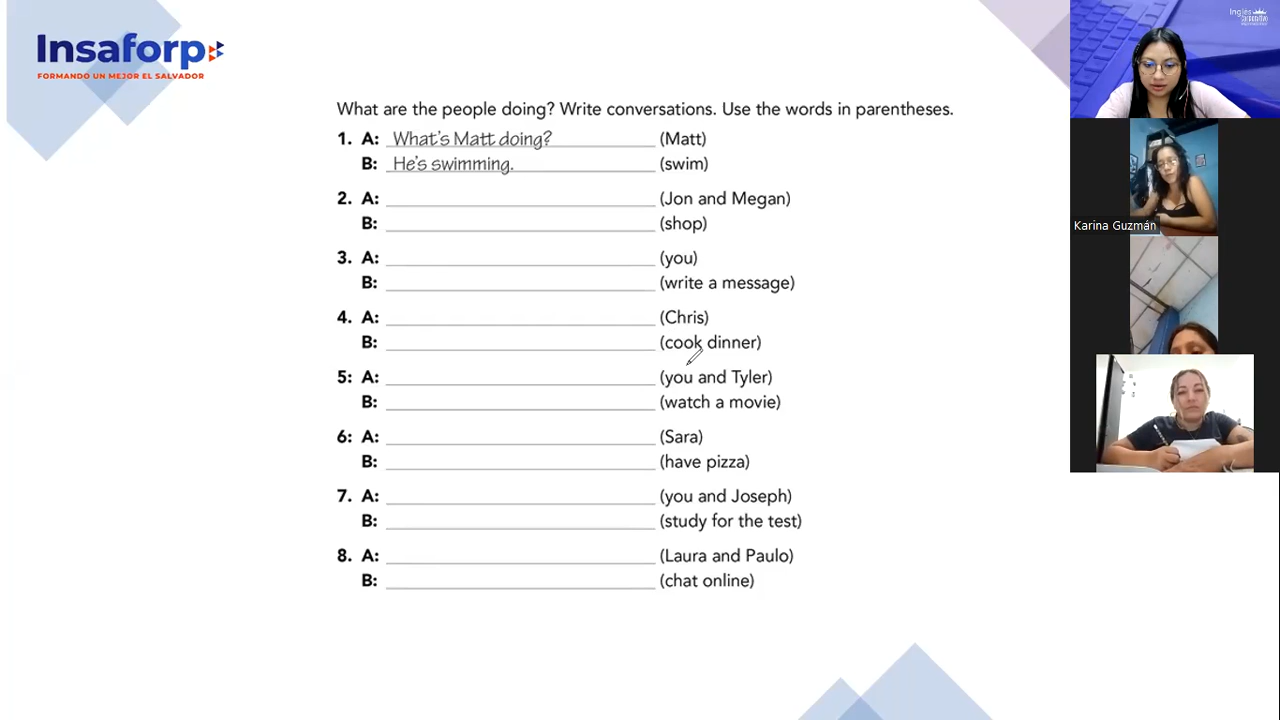 Insaforp
FORMANDO UN MEJOR EL SALVADOR
What are the people doing? Write conversations. Use the words in parentheses.
1. A: What's Matt doing? (Matt)
B: He's swimming. (swim)
2. A: (Jon and Megan)
B: (shop)
3. A: (you)
B: (write a message)
4. A: (Chris)
B: (cook dinner)
5: A: (you and Tyler)
B: (watch a movie)
6: A: (Sara)
B: (have pizza)
7. A: (you and Joseph)
B: (study for the test)
8. A: (Laura and Paulo)
B: (chat online)
Karina Guzmán